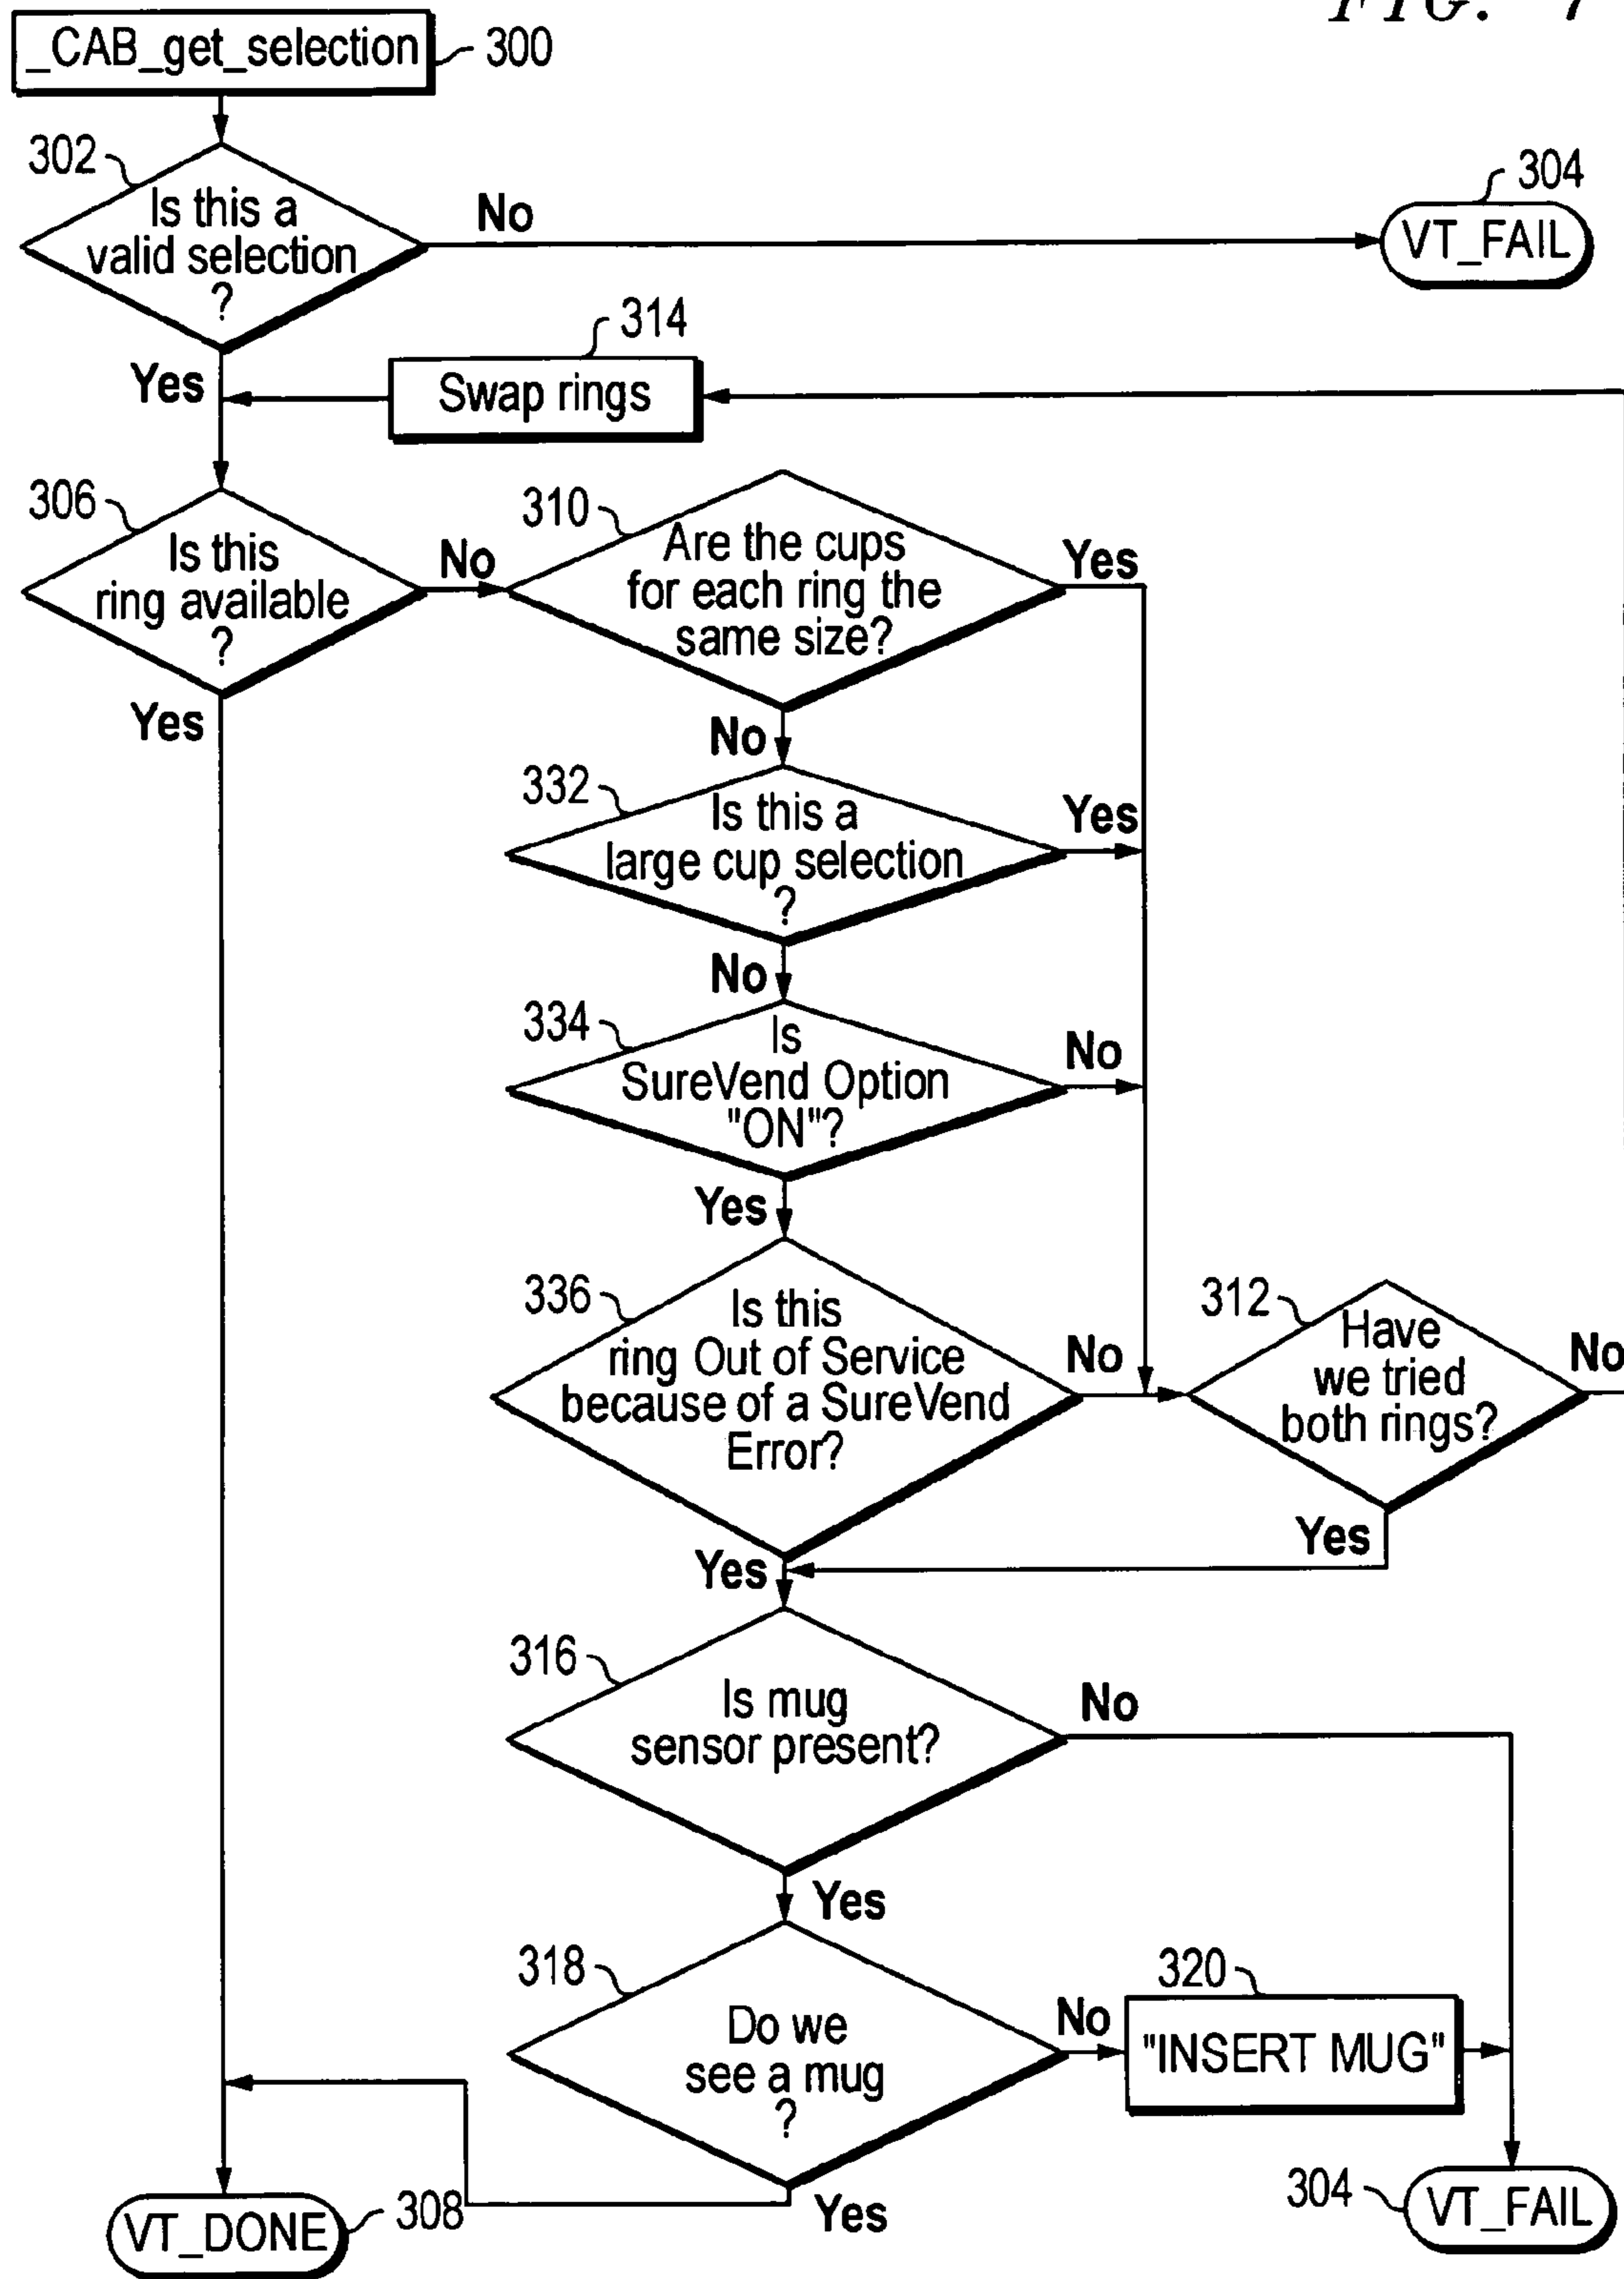 FIG. 7
_CAB_get_selection
300
302
Is this a
valid selection
?
No
304
VT_FAIL
Yes
314
Swap rings
306
Is this
ring available
?
No
310
Are the cups
for each ring the
same size?
Yes
Yes
No
332
Is this a
large cup selection
?
Yes
No
334
Is
SureVend Option
"ON"?
No
Yes
336
Is this
ring Out of Service
because of a SureVend
Error?
No
312
Have
we tried
both rings?
No
Yes
Yes
316
Is mug
sensor present?
No
Yes
318
Do we
see a mug
?
No
320
"INSERT MUG"
Yes
VT_DONE
308
304
VT_FAIL